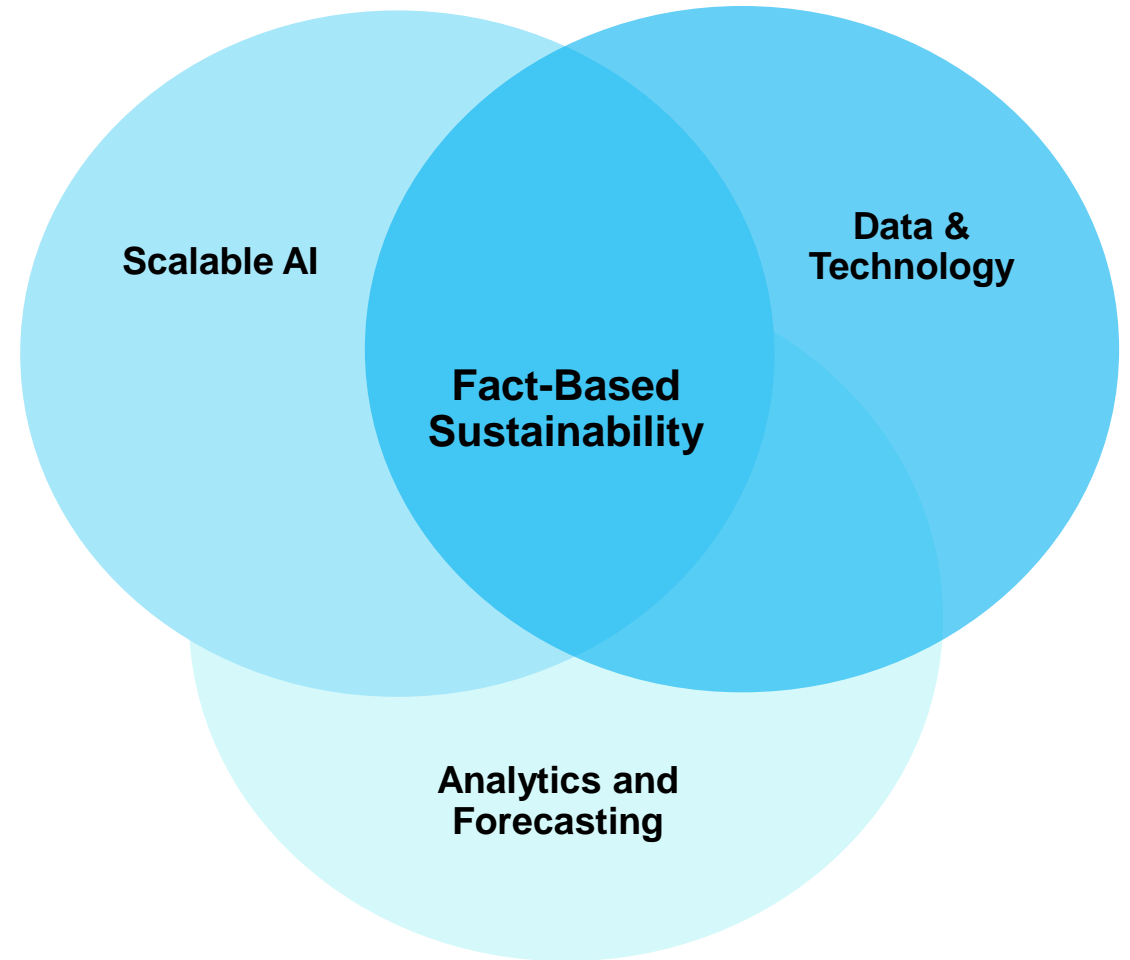 Scalable AI
Data &
Technology
Fact-Based
Sustainability
Analytics and
Forecasting